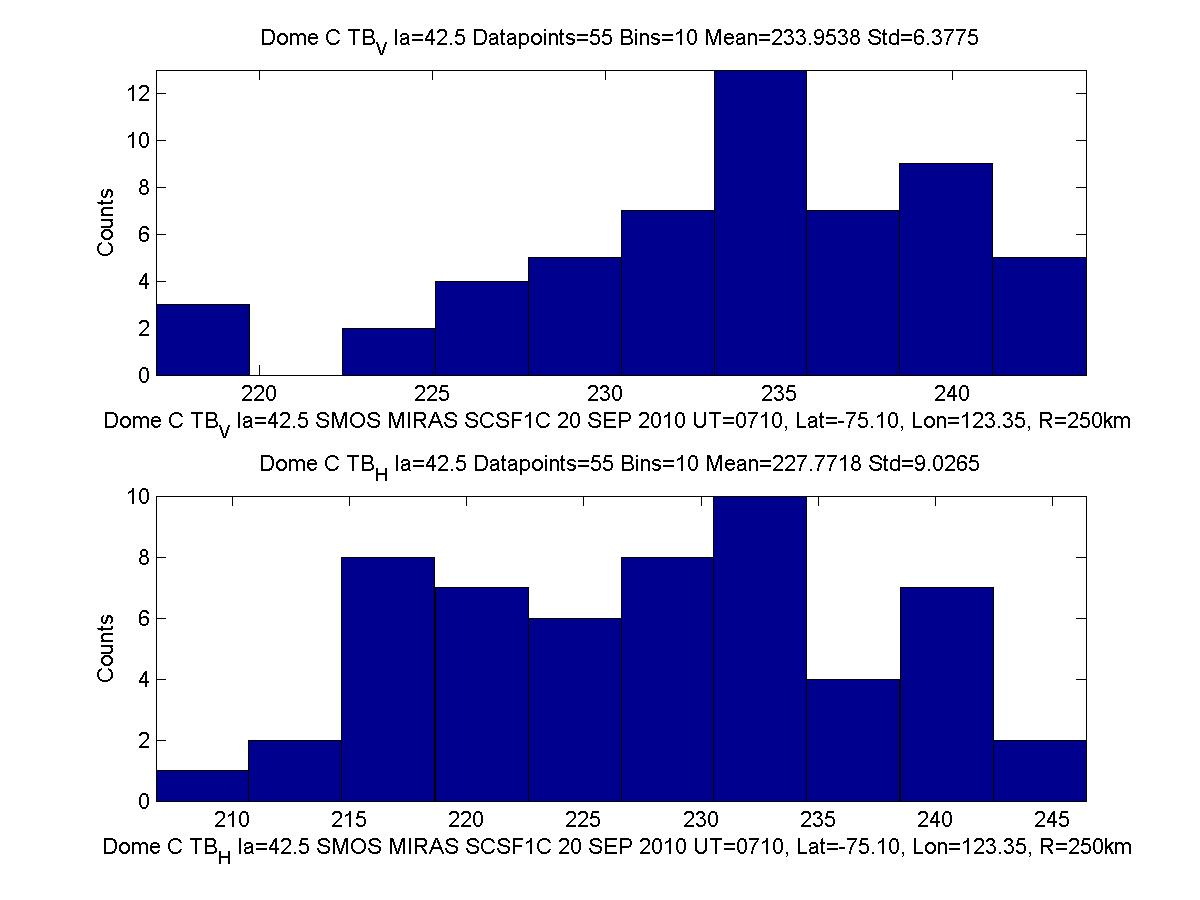 Dome C TB_V Ia=42.5 Datapoints=55 Bins=10 Mean=233.9538 Std=6.3775
12
10
8
6
4
2
0
Counts
220 225 230 235 240
Dome C TB_V Ia=42.5 SMOS MIRAS SCSF1C 20 SEP 2010 UT=0710, Lat=-75.10, Lon=123.35, R=250km
Dome C TB_H Ia=42.5 Datapoints=55 Bins=10 Mean=227.7718 Std=9.0265
10
8
6
4
2
0
Counts
210 215 220 225 230 235 240 245
Dome C TB_H Ia=42.5 SMOS MIRAS SCSF1C 20 SEP 2010 UT=0710, Lat=-75.10, Lon=123.35, R=250km